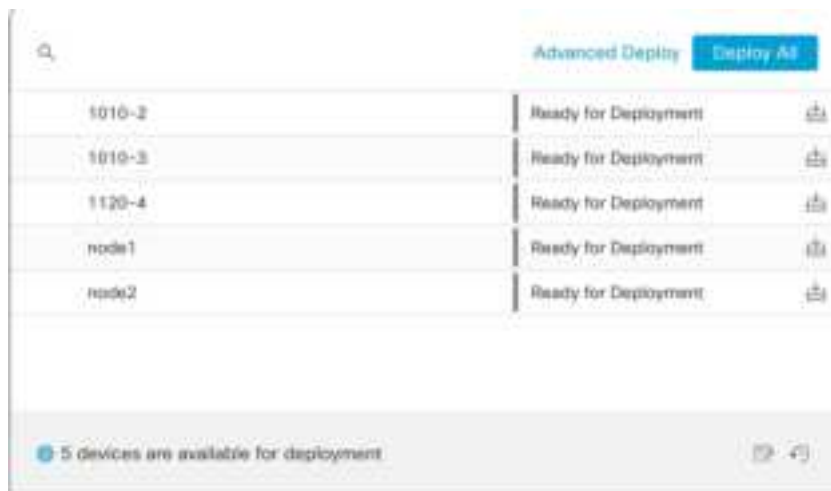 Advanced Deploy Deploy All
1010-2 Ready for Deployment
1010-3 Ready for Deployment
1120-4 Ready for Deployment
node1 Ready for Deployment
node2 Ready for Deployment
5 devices are available for deployment